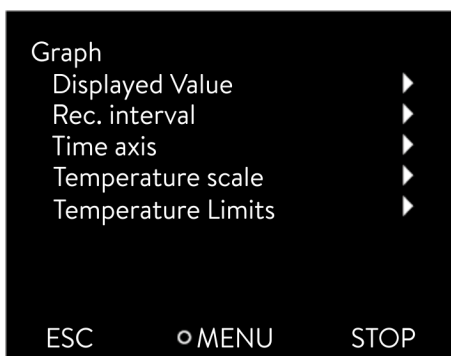 Graph
Displayed Value
Rec. interval
Time axis
Temperature scale
Temperature Limits
ESC MENU STOP